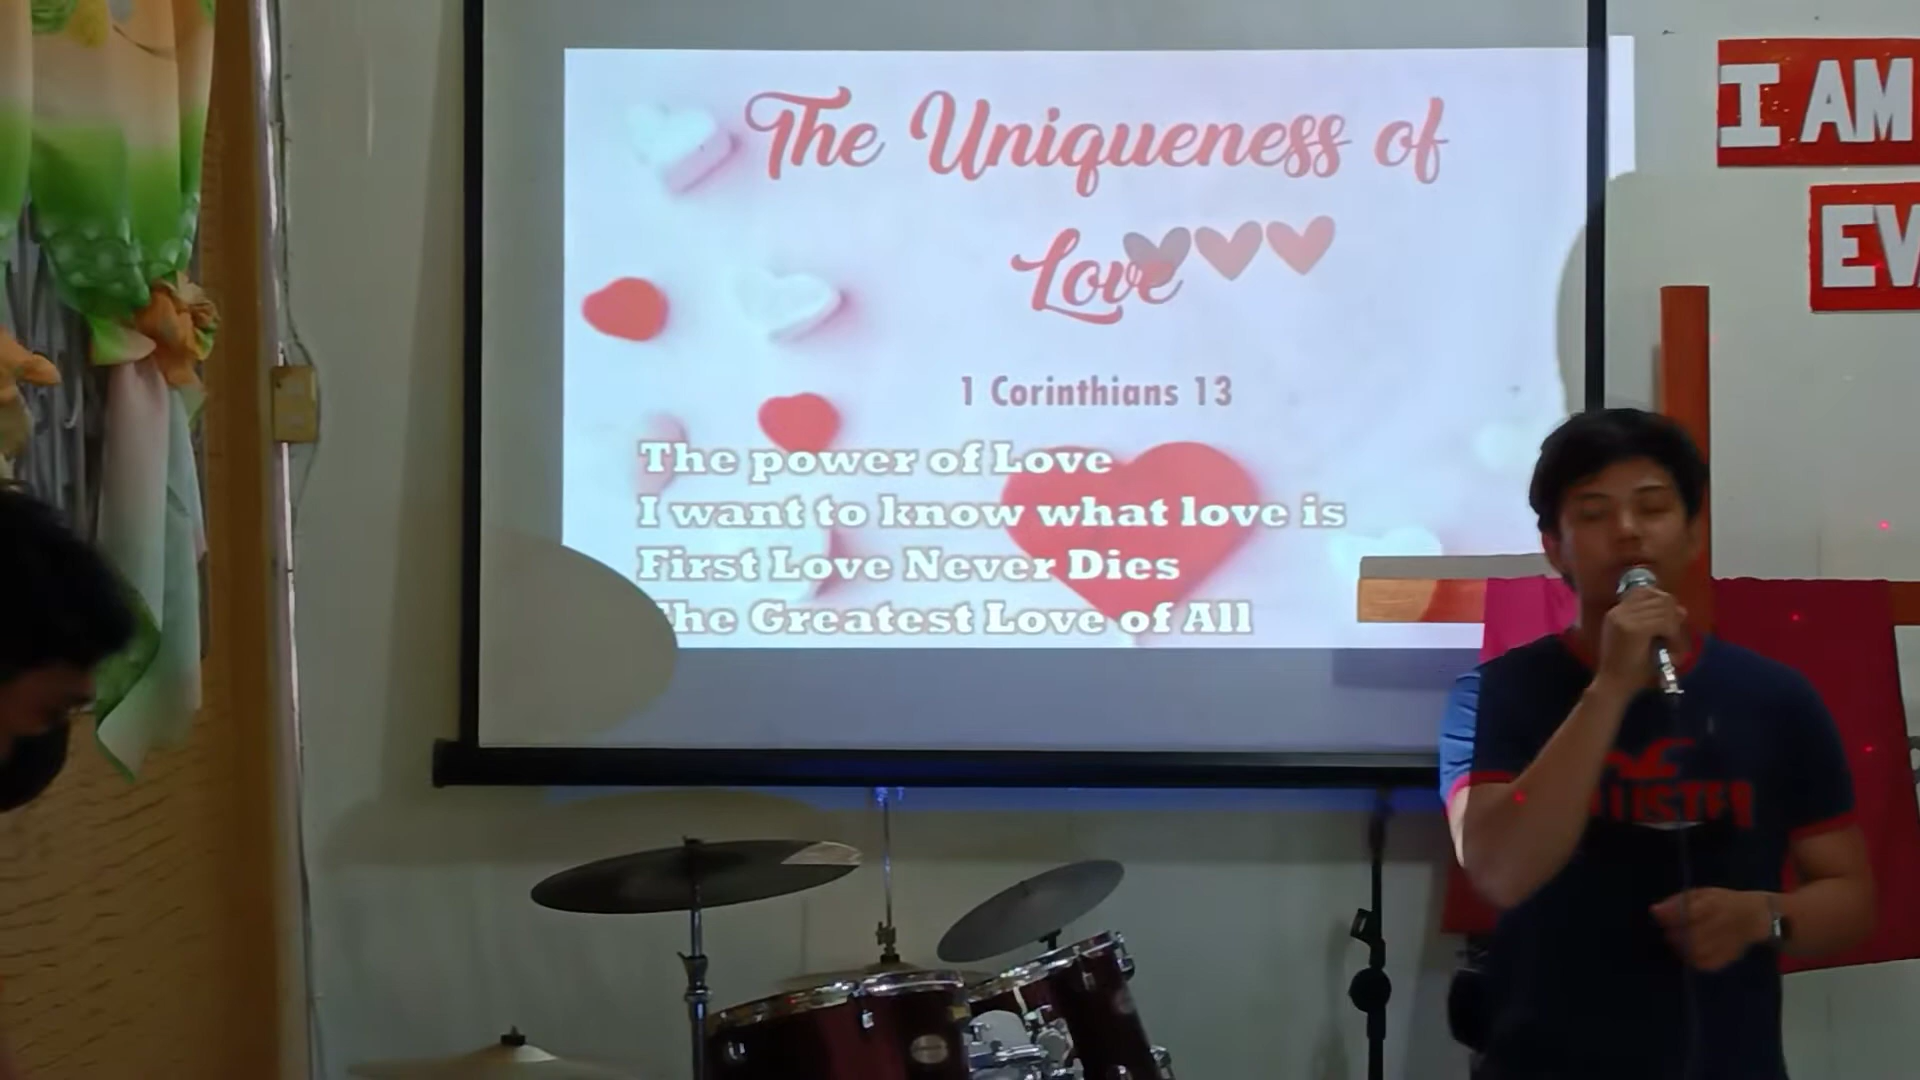 The Uniqueness of
Love
1 Corinthians 13
The power of Love
I want to know what love is
First Love Never Dies
The Greatest Love of All
I AM